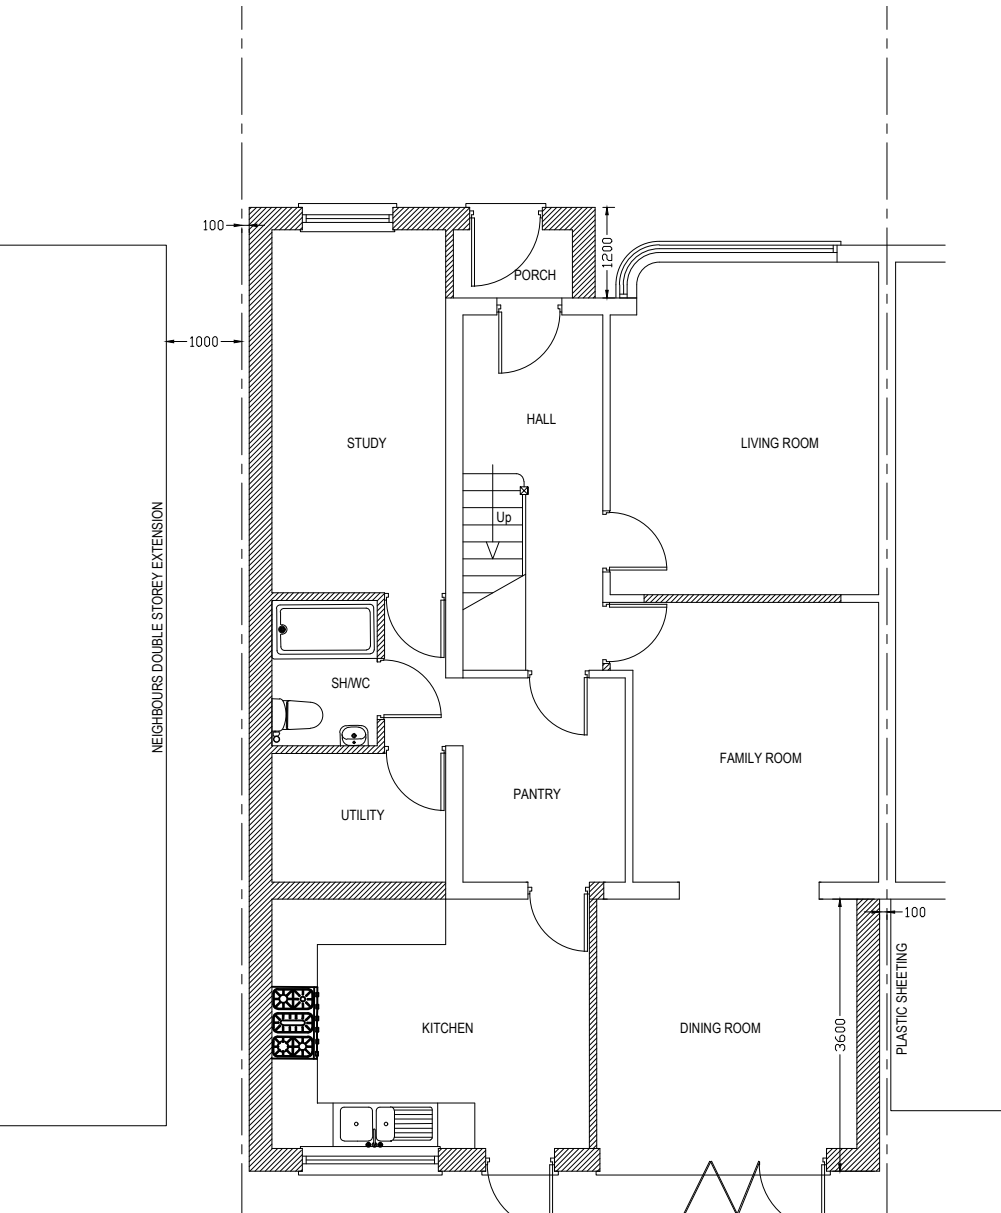 100
1200
PORCH
1000
HALL
STUDY
LIVING ROOM
Up
NEIGHBOURS DOUBLE STOREY EXTENSION
SH/WC
FAMILY ROOM
PANTRY
UTILITY
100
PLASTIC SHEETING
KITCHEN
DINING ROOM
3600